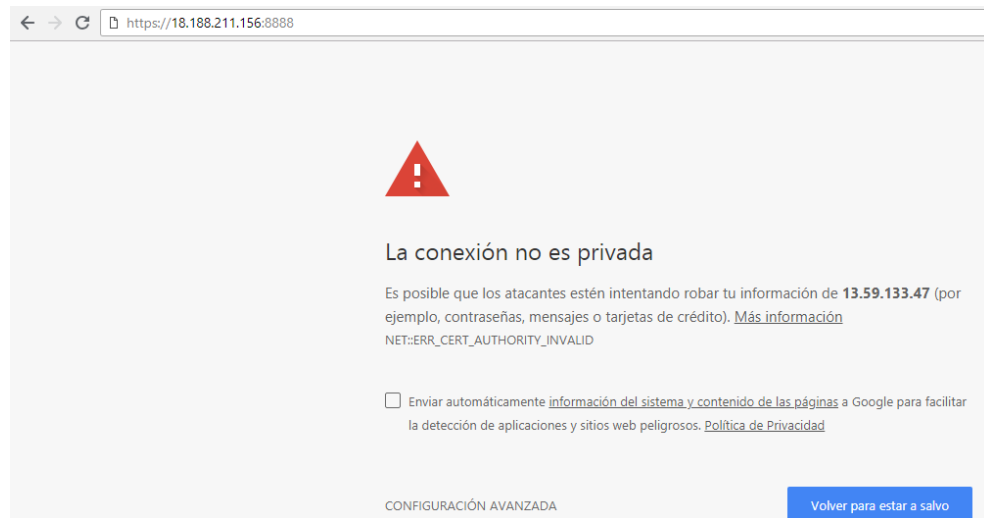 https://18.188.211.156:8888
La conexión no es privada
Es posible que los atacantes estén intentando robar tu información de 13.59.133.47 (por
ejemplo, contraseñas, mensajes o tarjetas de crédito). Más información
NET::ERR_CERT_AUTHORITY_INVALID
Enviar automáticamente información del sistema y contenido de las páginas a Google para facilitar
la detección de aplicaciones y sitios web peligrosos. Política de Privacidad
CONFIGURACIÓN AVANZADA
Volver para estar a salvo